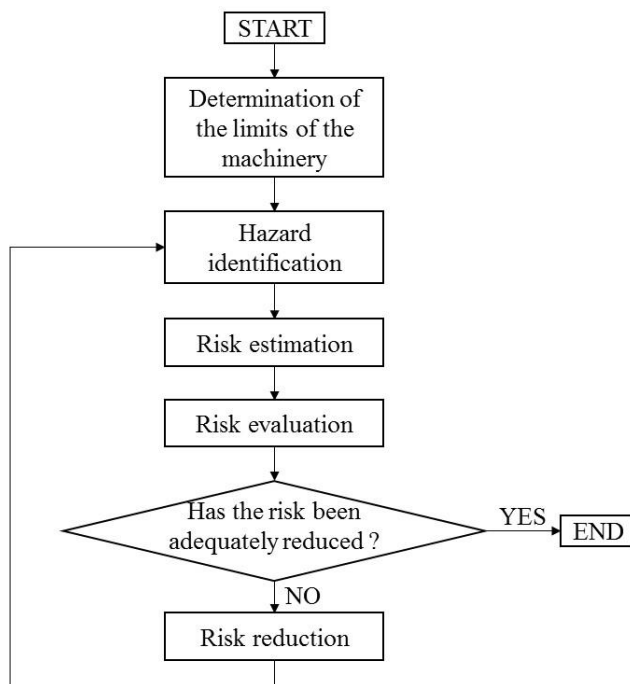 START
Determination of
the limits of the
machinery
Hazard
identification
Risk estimation
Risk evaluation
Has the risk been
adequately reduced ?
YES
END
NO
Risk reduction